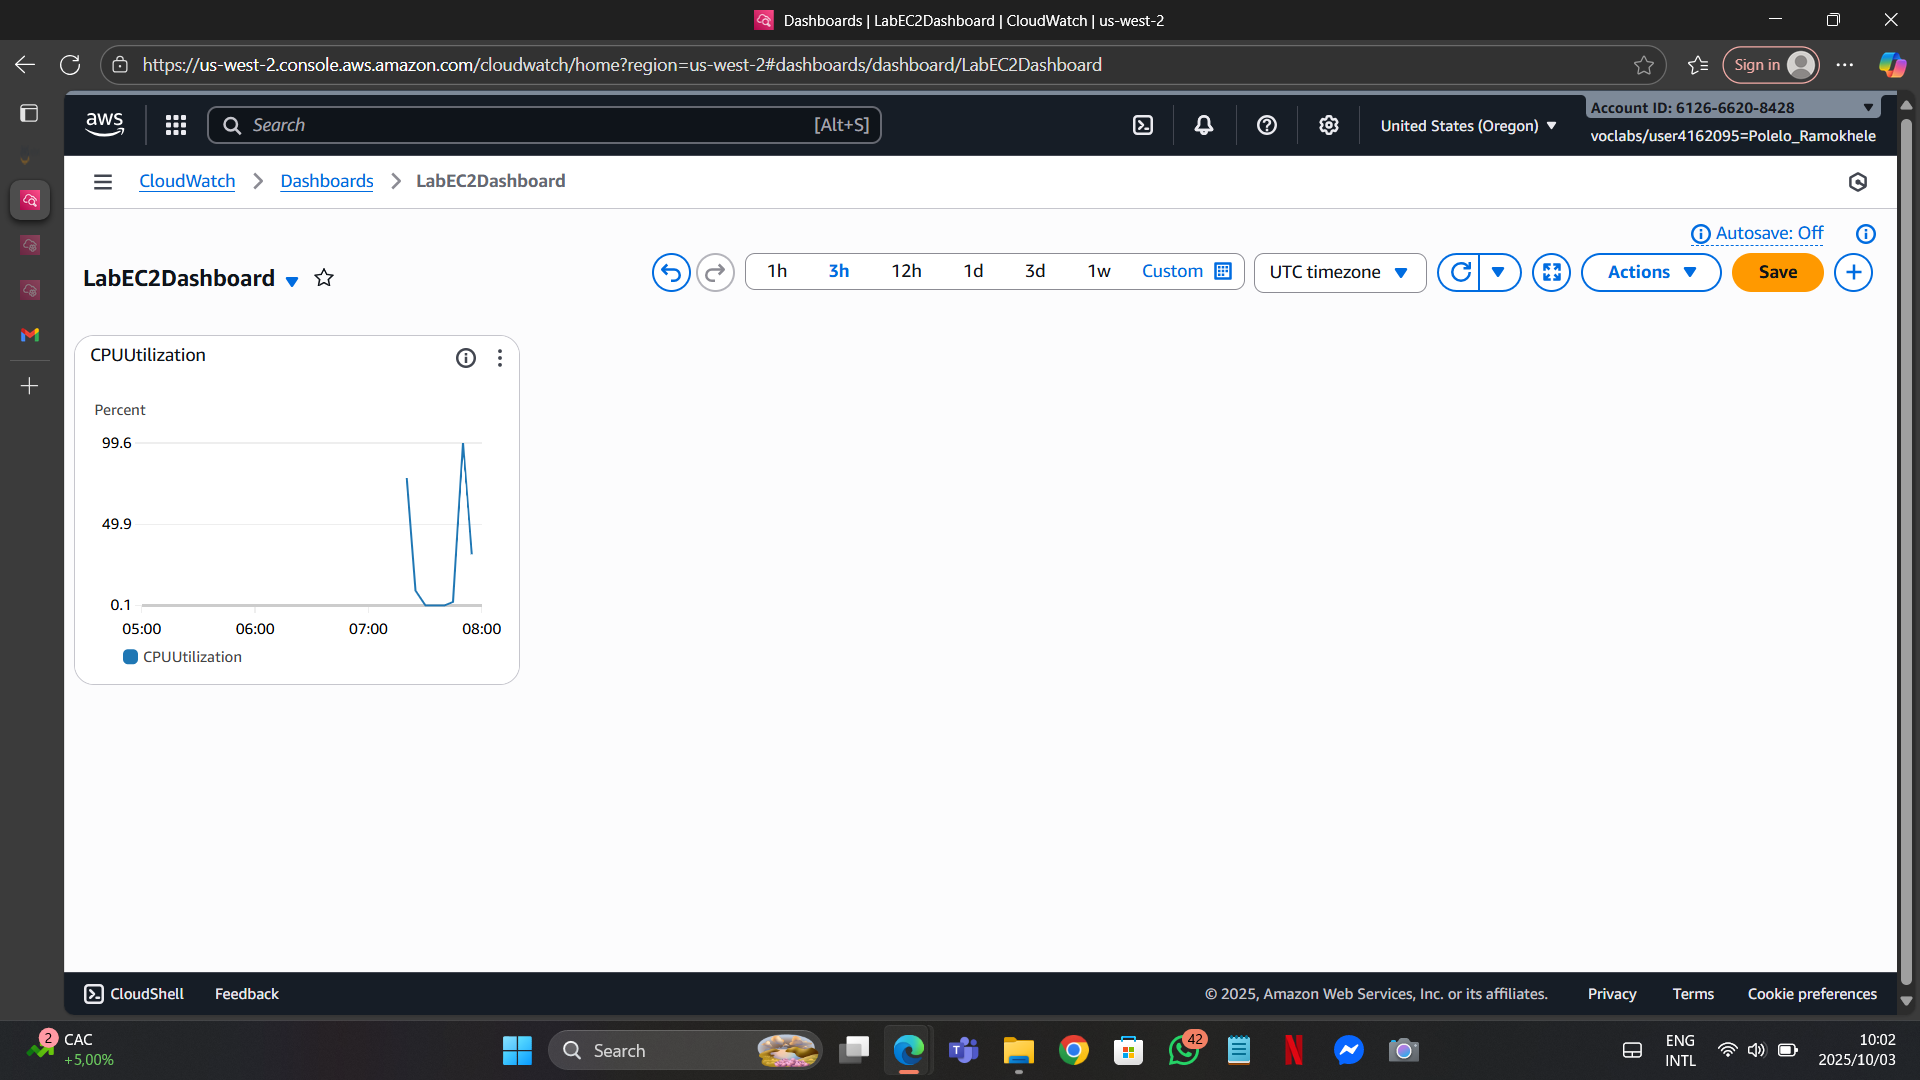 Dashboards | LabEC2Dashboard | CloudWatch | us-west-2
https://us-west-2.console.aws.amazon.com/cloudwatch/home?region=us-west-2#dashboards/dashboard/LabEC2Dashboard
Sign in
aws
Search [Alt+S]
United States (Oregon)
Account ID: 6126-6620-8428
voclabs/user4162095=Polelo_Ramokhele
CloudWatch > Dashboards > LabEC2Dashboard
Autosave: Off
LabEC2Dashboard
1h 3h 12h 1d 3d 1w Custom
UTC timezone
Actions
Save
CPUUtilization
Percent
99.6
49.9
0.1
05:00 06:00 07:00 08:00
CPUUtilization
CloudShell Feedback
© 2025, Amazon Web Services, Inc. or its affiliates. Privacy Terms Cookie preferences
2
CAC
+5,00%
Search
42
ENG
INTL
10:02
2025/10/03